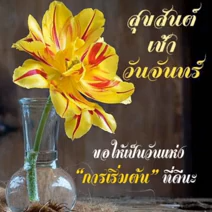 สุขสันต์
เช้า
วันจันทร์
ขอให้เป็นวันแห่ง
"การเริ่มต้น" ที่ดีนะ